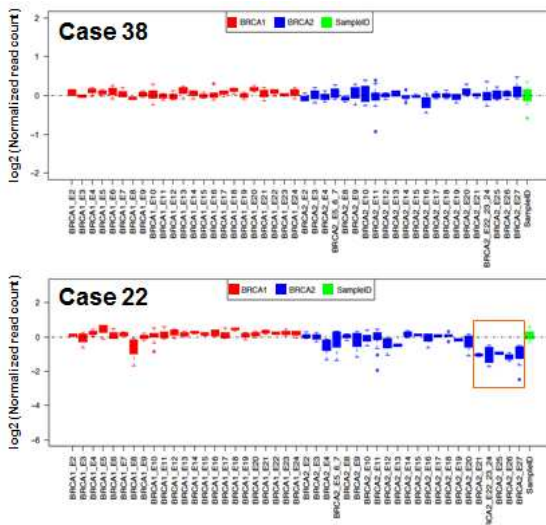 Case 38
BRCA1 BRCA2 SampleID
log2 (Normalized read count)
2
1
0
-1
-2
BRCA1_E2
BRCA1_E3
BRCA1_E4
BRCA1_E5
BRCA1_E6
BRCA1_E7
BRCA1_E8
BRCA1_E9
BRCA1_E10
BRCA1_E11
BRCA1_E12
BRCA1_E13
BRCA1_E14
BRCA1_E15
BRCA1_E16
BRCA1_E17
BRCA1_E18
BRCA1_E19
BRCA1_E20
BRCA1_E21
BRCA1_E22
BRCA1_E23
BRCA1_E24
BRCA2_E2
BRCA2_E3
BRCA2_E4
BRCA2_E5_6_7
BRCA2_E8
BRCA2_E9
BRCA2_E10
BRCA2_E11
BRCA2_E12
BRCA2_E13
BRCA2_E14
BRCA2_E15
BRCA2_E16
BRCA2_E17
BRCA2_E18
BRCA2_E19
BRCA2_E20
BRCA2_E21
BRCA2_E22_23_24
BRCA2_E25
BRCA2_E26
BRCA2_E27
SampleID
Case 22
BRCA1 BRCA2 SampleID
log2 (Normalized read count)
2
0
-2
-4
-6
BRCA1_E2
BRCA1_E3
BRCA1_E4
BRCA1_E5
BRCA1_E6
BRCA1_E7
BRCA1_E8
BRCA1_E9
BRCA1_E10
BRCA1_E11
BRCA1_E12
BRCA1_E13
BRCA1_E14
BRCA1_E15
BRCA1_E16
BRCA1_E17
BRCA1_E18
BRCA1_E19
BRCA1_E20
BRCA1_E21
BRCA1_E22
BRCA1_E23
BRCA1_E24
BRCA2_E2
BRCA2_E3
BRCA2_E4
BRCA2_E5_6_7
BRCA2_E8
BRCA2_E9
BRCA2_E10
BRCA2_E11
BRCA2_E12
BRCA2_E13
BRCA2_E14
BRCA2_E15
BRCA2_E16
BRCA2_E17
BRCA2_E18
BRCA2_E19
BRCA2_E20
BRCA2_E21
RCA2_E22_23_24
BRCA2_E25
BRCA2_E26
BRCA2_E27
SampleID